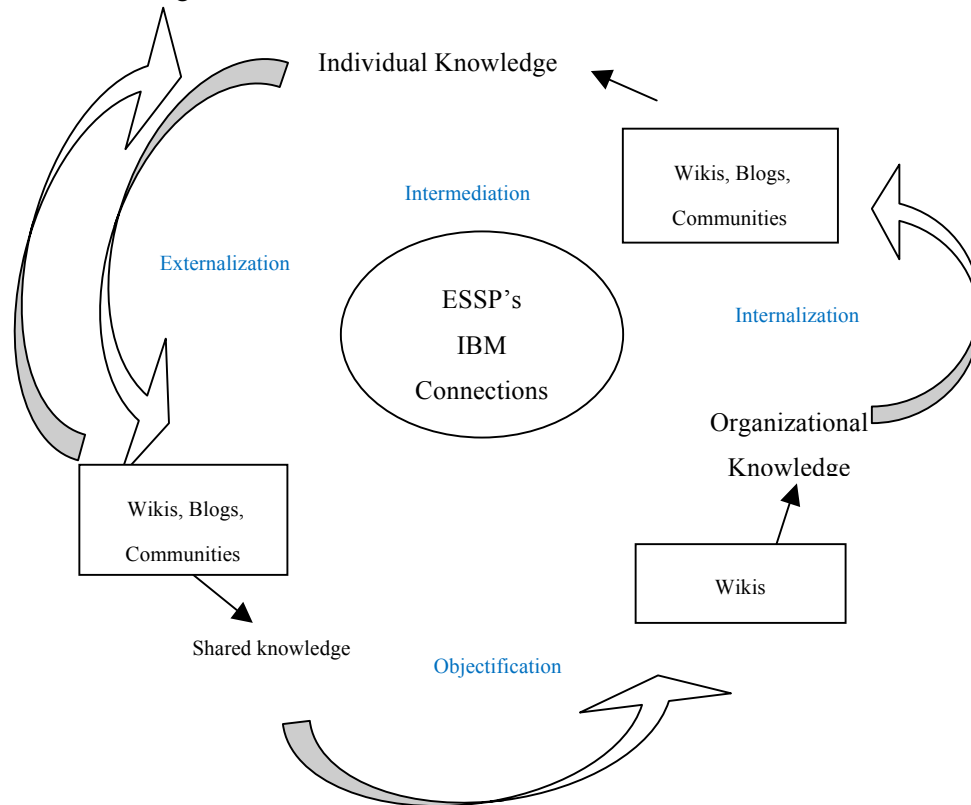 Individual Knowledge
Wikis, Blogs,
Communities
Intermediation
Externalization
ESSP's
IBM
Connections
Internalization
Organizational
Knowledge
Wikis, Blogs,
Communities
Wikis
Shared knowledge
Objectification